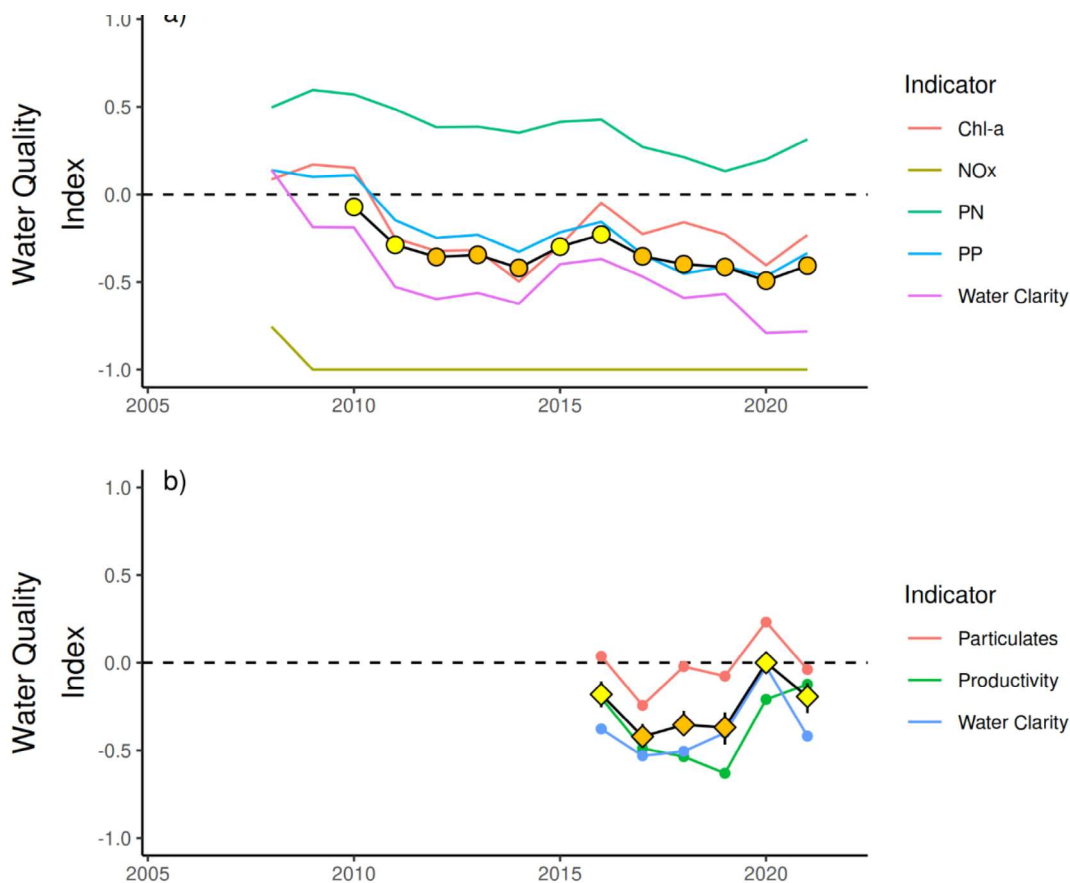 a)
1.0
0.5
0.0
-0.5
-1.0
Water Quality
Index
2005
2010
2015
2020
Indicator
Chl-a
NOx
PN
PP
Water Clarity
b)
1.0
0.5
0.0
-0.5
-1.0
Water Quality
Index
2005
2010
2015
2020
Indicator
Particulates
Productivity
Water Clarity